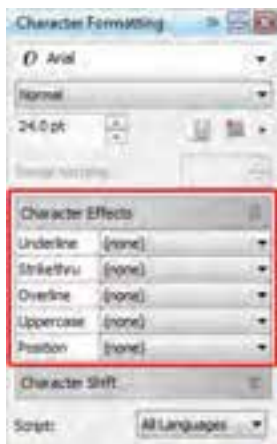 Character Formatting
O Arial
Normal
24.0 pt
Character Effects
Underline (none)
Strikethru (none)
Overline (none)
Uppercase (none)
Position (none)
Character Shift
Script: All Languages